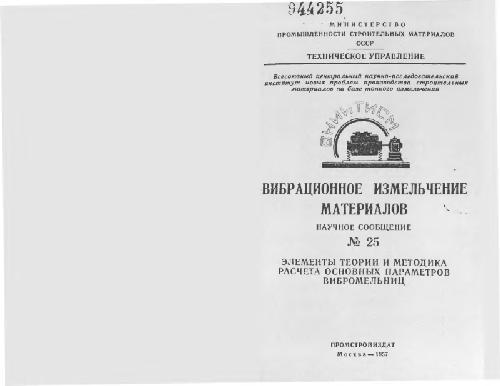 944255
МИНИСТЕРСТВО
ПРОМЫШЛЕННОСТИ СТРОИТЕЛЬНЫХ МАТЕРИАЛОВ
СССР
ТЕХНИЧЕСКОЕ УПРАВЛЕНИЕ
Всесоюзный центральный научно-исследовательский
институт новых проблем производства строительных
материалов на базе тонкого измельчения
ВНИИТИСМ
ВИБРАЦИОННОЕ ИЗМЕЛЬЧЕНИЕ
МАТЕРИАЛОВ
НАУЧНОЕ СООБЩЕНИЕ
№ 25
ЭЛЕМЕНТЫ ТЕОРИИ И МЕТОДИКА
РАСЧЕТА ОСНОВНЫХ ПАРАМЕТРОВ
ВИБРОМЕЛЬНИЦ
ПРОМСТРОЙИЗДАТ
Москва—1957